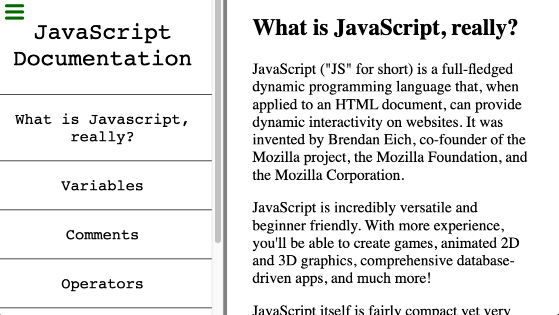 JavaScript
Documentation
What is Javascript,
really?
Variables
Comments
Operators
What is JavaScript, really?
JavaScript ("JS" for short) is a full-fledged
dynamic programming language that, when
applied to an HTML document, can provide
dynamic interactivity on websites. It was
invented by Brendan Eich, co-founder of the
Mozilla project, the Mozilla Foundation, and
the Mozilla Corporation.
JavaScript is incredibly versatile and
beginner friendly. With more experience,
you'll be able to create games, animated 2D
and 3D graphics, comprehensive database-
driven apps, and much more!
JavaScript itself is fairly compact yet very